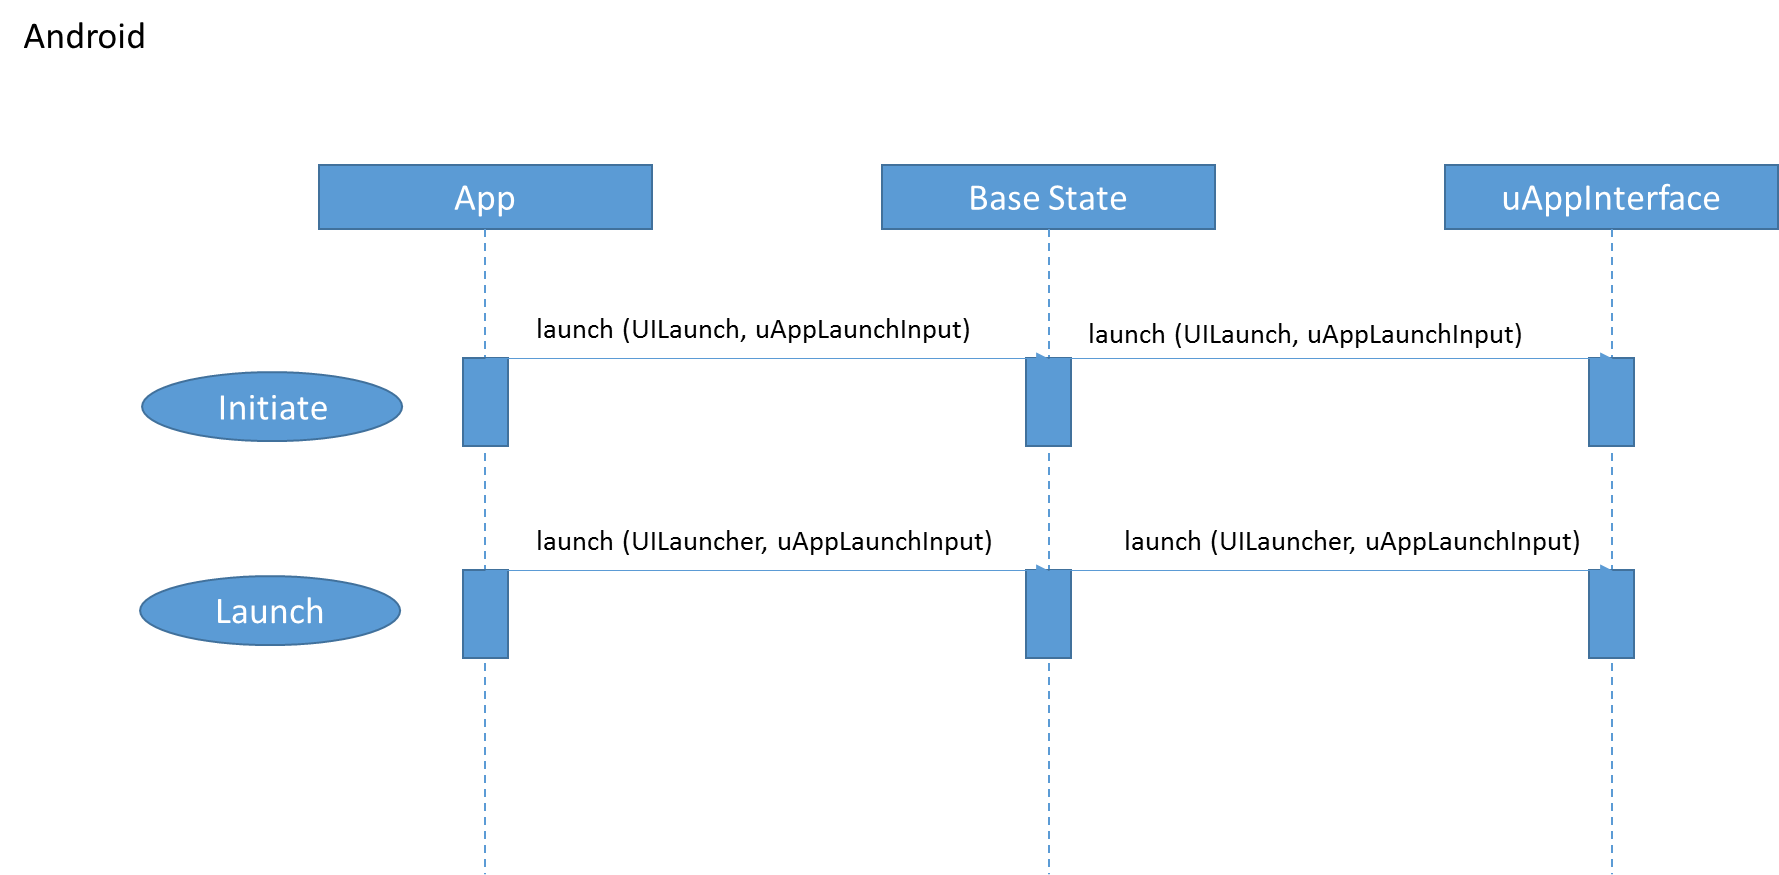 Android
App
Base State
uAppInterface
launch (UILaunch, uAppLaunchInput)
launch (UILaunch, uAppLaunchInput)
Initiate
launch (UILauncher, uAppLaunchInput)
launch (UILauncher, uAppLaunchInput)
Launch